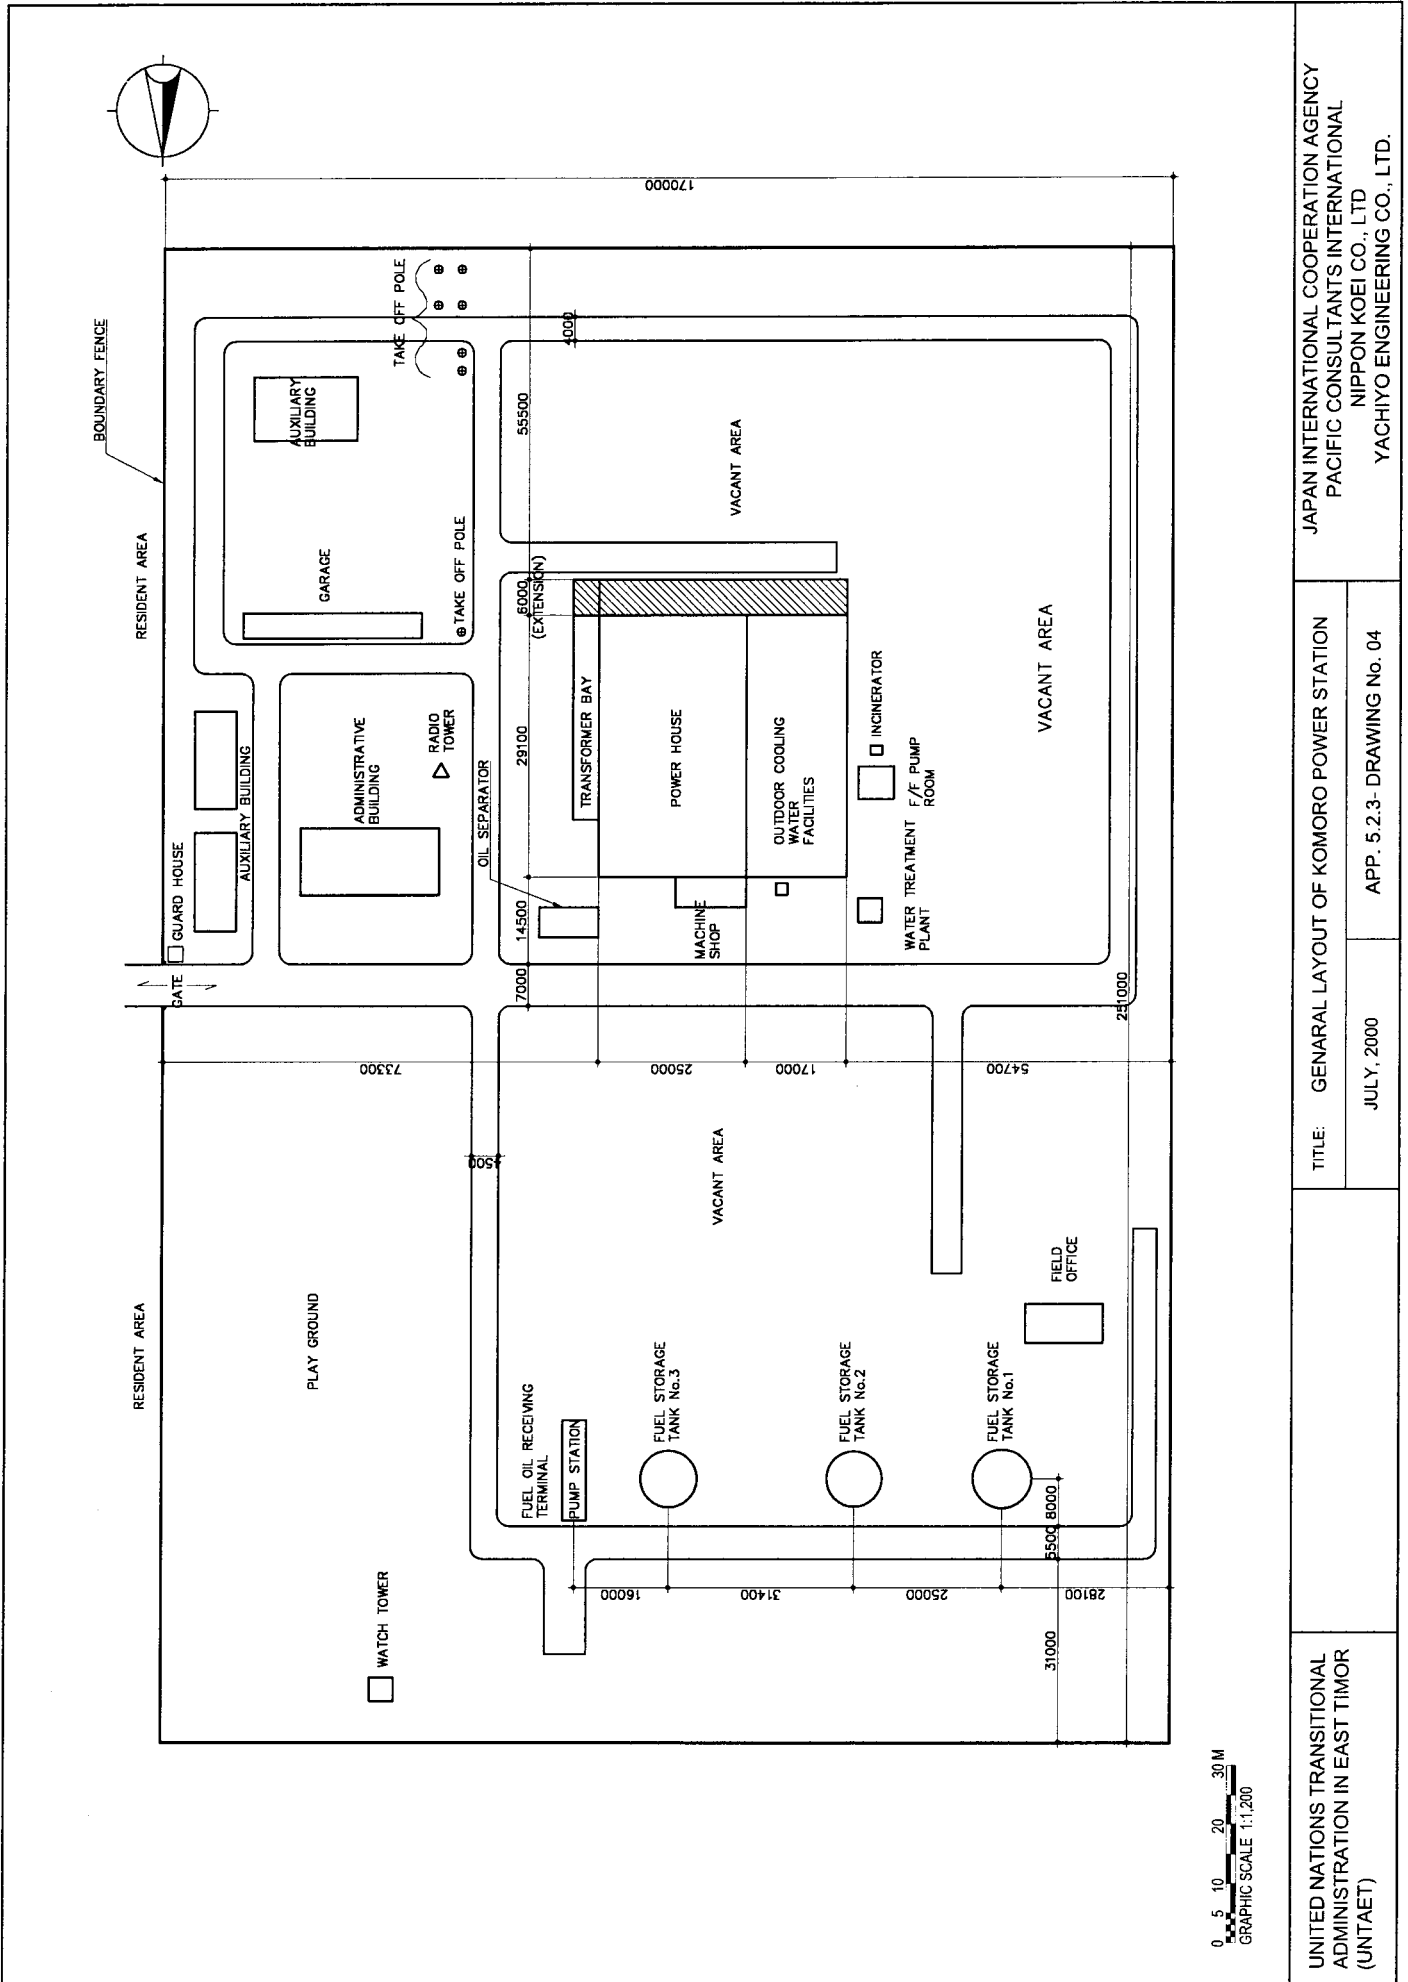 BOUNDARY FENCE
170000
RESIDENT AREA
RESIDENT AREA
GATE
GUARD HOUSE
AUXILIARY BUILDING
AUXILIARY
BUILDING
TAKE OFF POLE
GARAGE
TAKE OFF POLE
ADMINISTRATIVE
BUILDING
RADIO
TOWER
OIL SEPARATOR
PLAY GROUND
WATCH TOWER
7000
14500
29100
6000
(EXTENSION)
55500
4000
TRANSFORMER BAY
POWER HOUSE
OUTDOOR COOLING
WATER
FACILITIES
MACHINE
SHOP
WATER TREATMENT
PLANT
F/F PUMP
ROOM
INCINERATOR
VACANT AREA
VACANT AREA
VACANT AREA
73300
25000
17000
54700
4500
251000
FUEL OIL RECEIVING
TERMINAL
PUMP STATION
FUEL STORAGE
TANK No.3
FUEL STORAGE
TANK No.2
FUEL STORAGE
TANK No.1
FIELD
OFFICE
16000
31400
25000
28100
31000
5500
8000
0 5 10 20 30 M
GRAPHIC SCALE 1:1,200
UNITED NATIONS TRANSITIONAL
ADMINISTRATION IN EAST TIMOR
(UNTAET)
TITLE: GENARAL LAYOUT OF KOMORO POWER STATION
JULY, 2000
APP. 5.2.3- DRAWING No. 04
JAPAN INTERNATIONAL COOPERATION AGENCY
PACIFIC CONSULTANTS INTERNATIONAL
NIPPON KOEI CO., LTD
YACHIYO ENGINEERING CO., LTD.